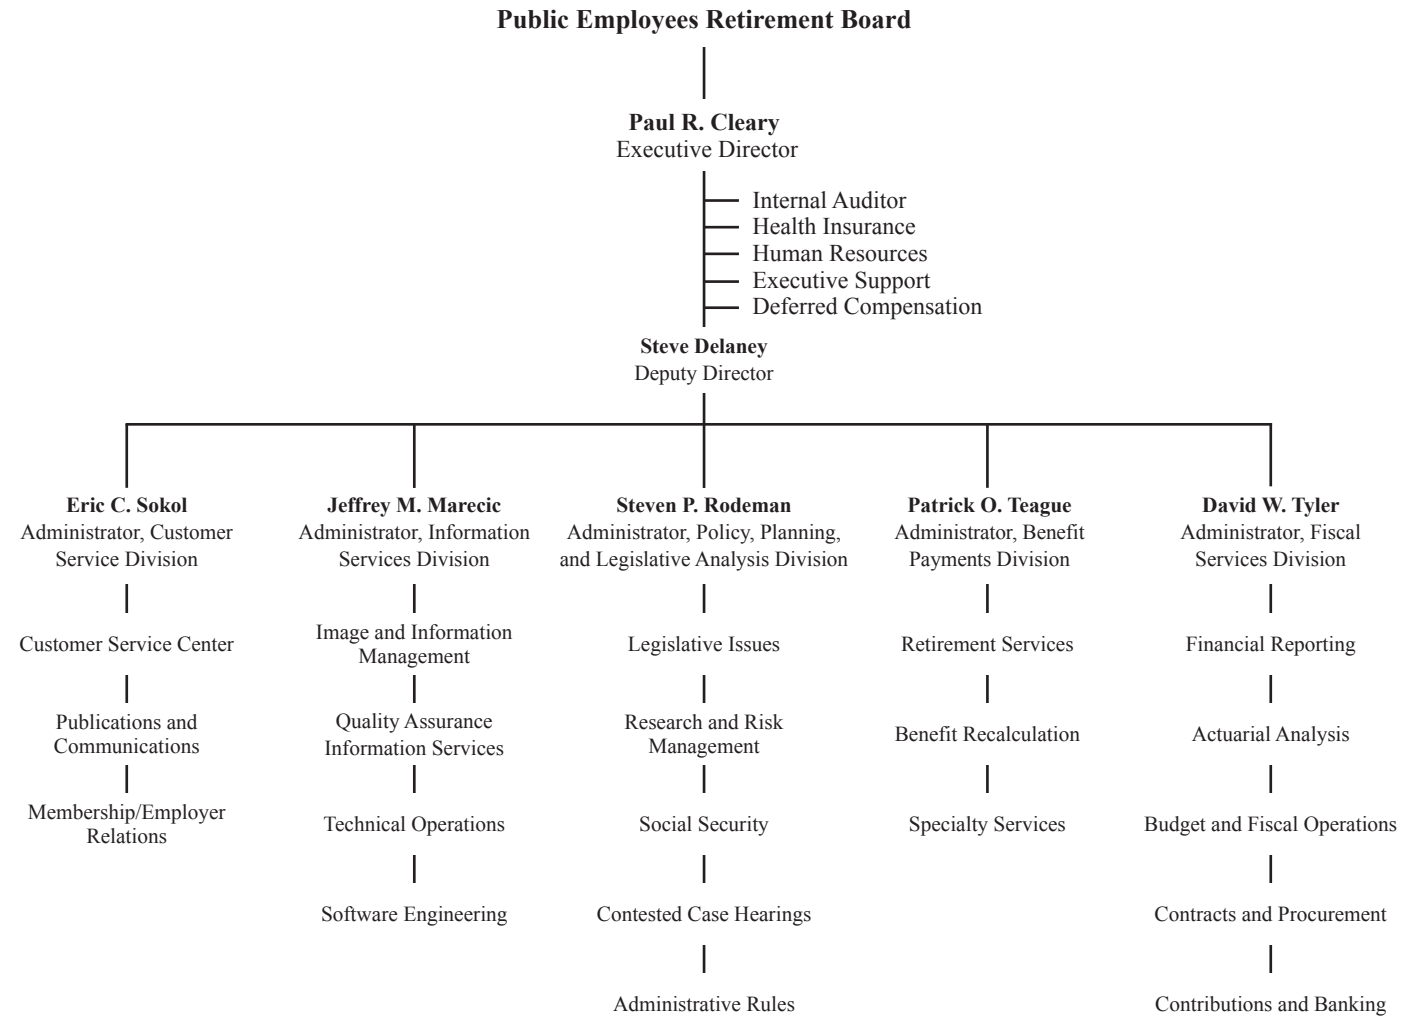 Public Employees Retirement Board
Paul R. Cleary
Executive Director
Internal Auditor
Health Insurance
Human Resources
Executive Support
Deferred Compensation
Steve Delaney
Deputy Director
Eric C. Sokol
Administrator, Customer
Service Division
Customer Service Center
Publications and
Communications
Membership/Employer
Relations
Jeffrey M. Marecic
Administrator, Information
Services Division
Image and Information
Management
Quality Assurance
Information Services
Technical Operations
Software Engineering
Steven P. Rodeman
Administrator, Policy, Planning,
and Legislative Analysis Division
Legislative Issues
Research and Risk
Management
Social Security
Contested Case Hearings
Administrative Rules
Patrick O. Teague
Administrator, Benefit
Payments Division
Retirement Services
Benefit Recalculation
Specialty Services
David W. Tyler
Administrator, Fiscal
Services Division
Financial Reporting
Actuarial Analysis
Budget and Fiscal Operations
Contracts and Procurement
Contributions and Banking